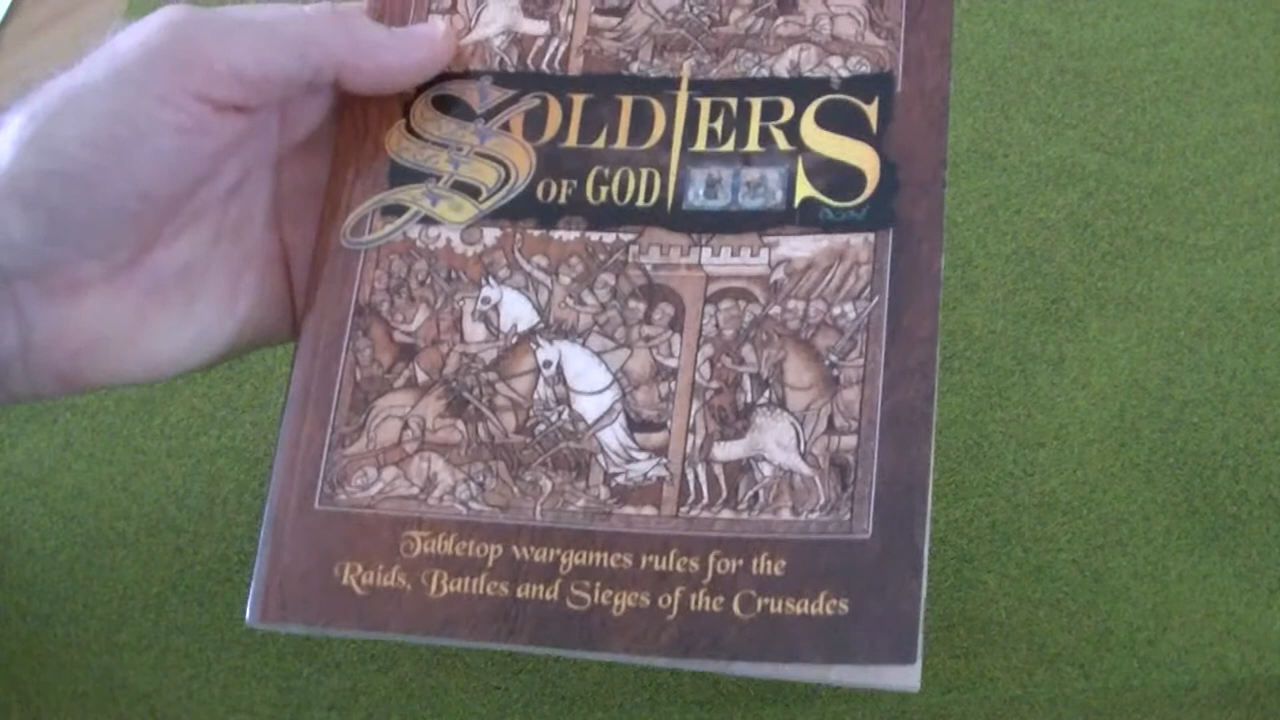 SOLDIERS
OF GOD
Tabletop wargames rules for the
Raids, Battles and Sieges of the Crusades